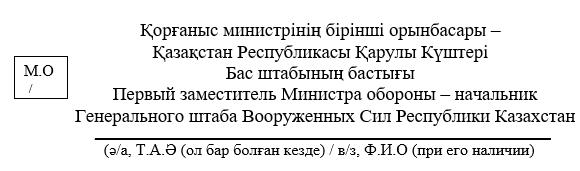 Қорғаныс министрінің бірінші орынбасары –
Қазақстан Республикасы Қарулы Күштері
Бас штабының бастығы
М.О
/
Первый заместитель Министра обороны – начальник
Генерального штаба Вооруженных Сил Республики Казахстан
(ә/а, Т.А.Ә (ол бар болған кезде) / в/з, Ф.И.О (при его наличии)